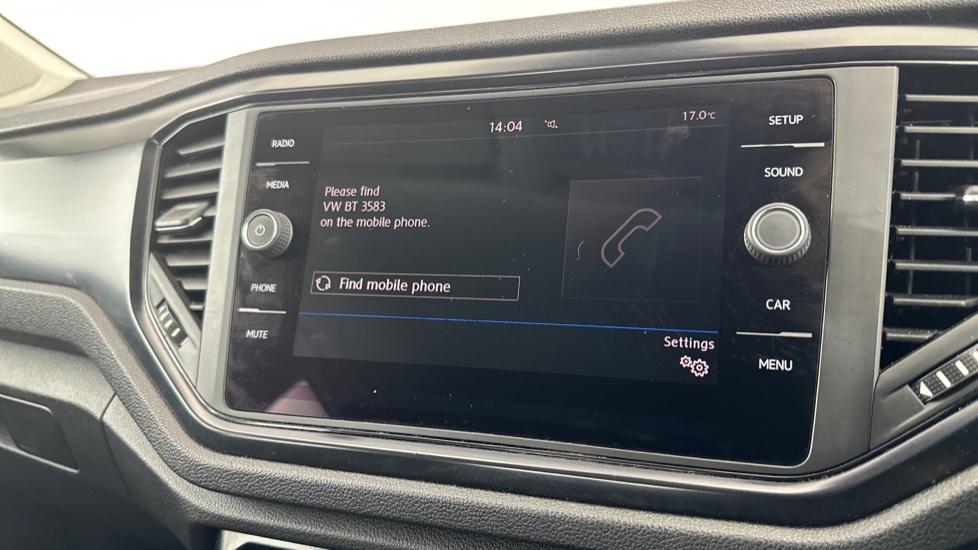 14:04
17.0°C
RADIO
MEDIA
PHONE
MUTE
Please find
VW BT 3583
on the mobile phone.
Find mobile phone
Settings
SETUP
SOUND
CAR
MENU